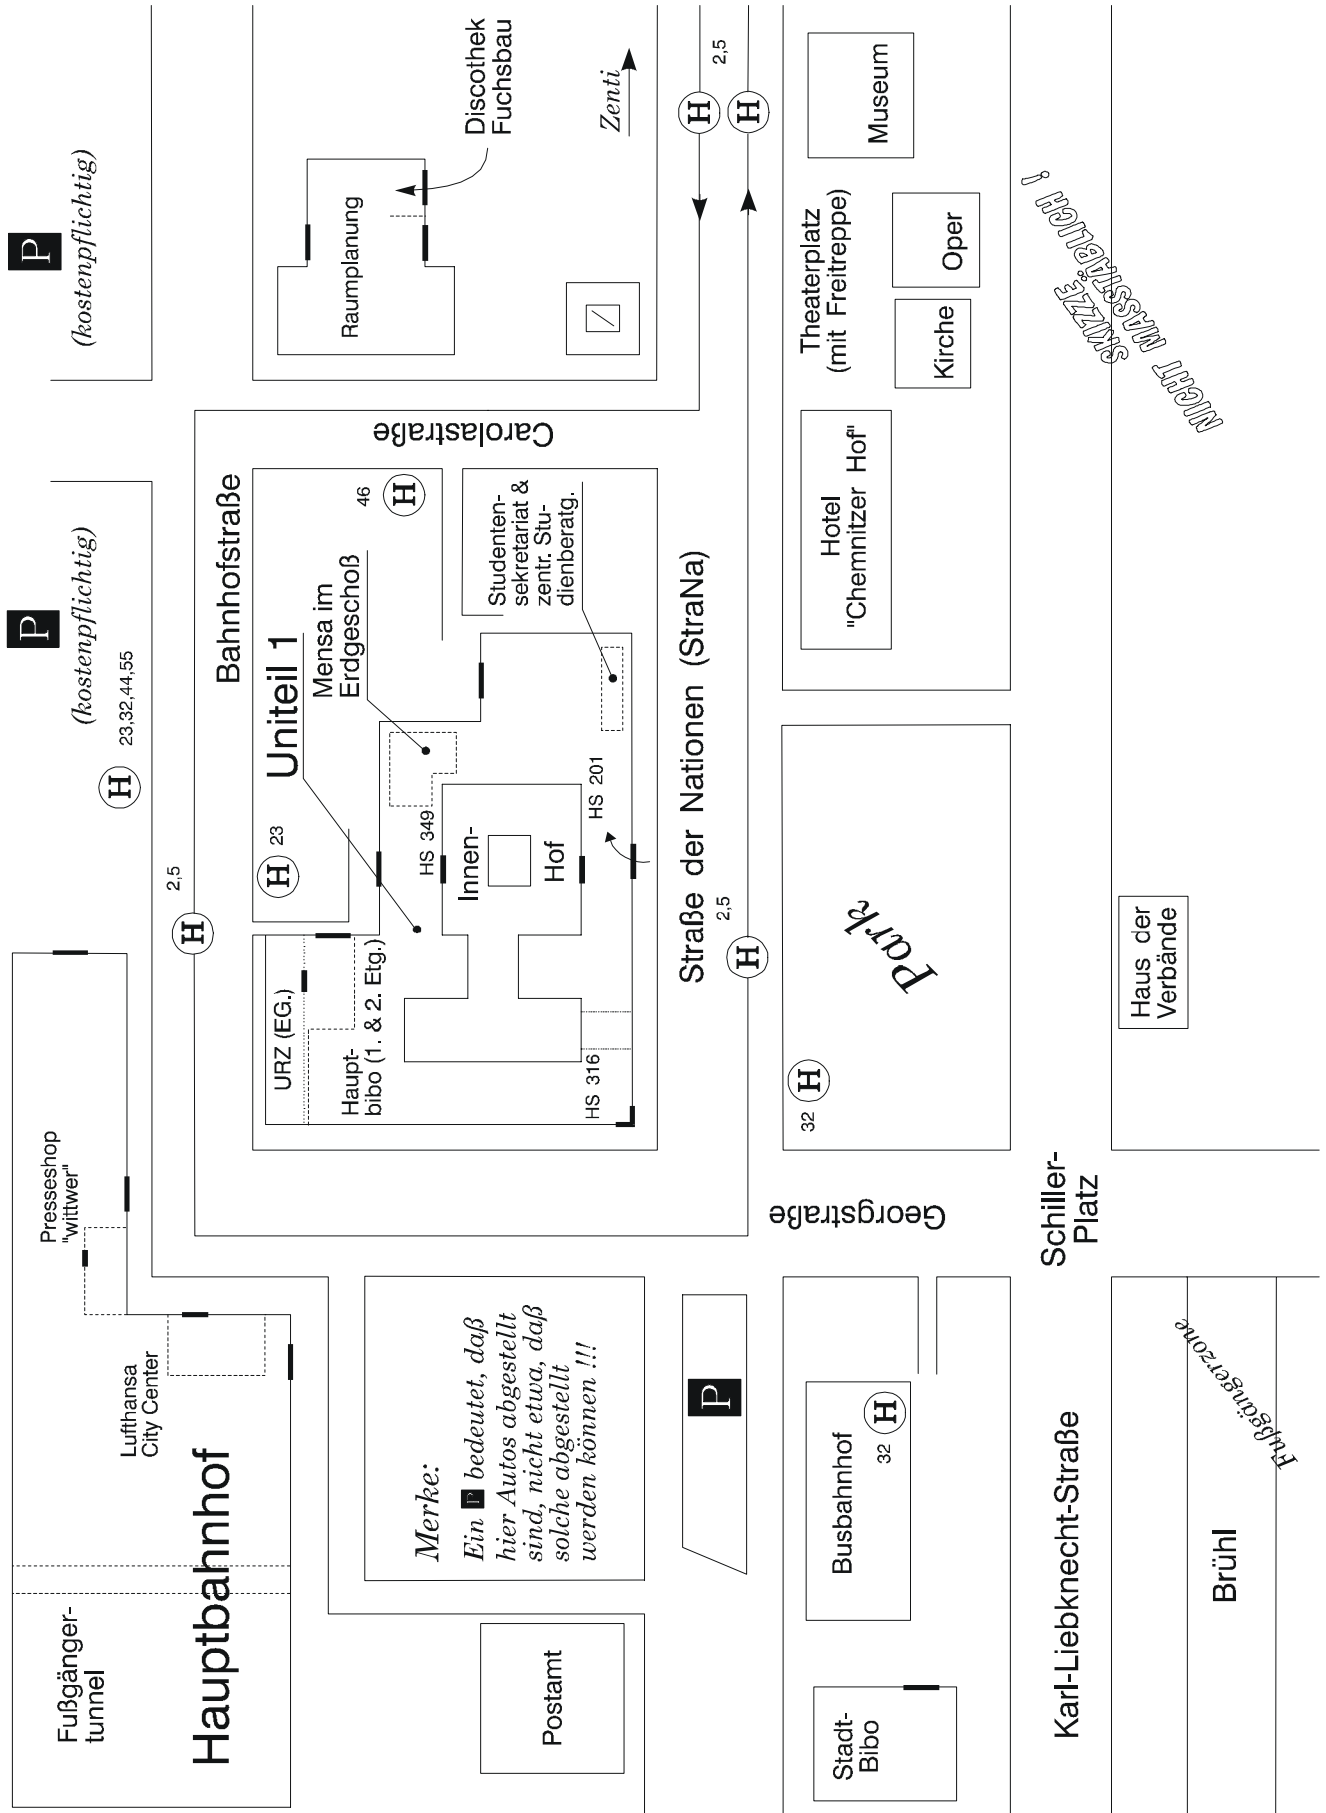 Fußgänger-
tunnel
Hauptbahnhof
Lufthansa
City Center
Presseshop
"wittwer"
H
2,5
H
23,32,44,55
P
(kostenpflichtig)
P
(kostenpflichtig)
Bahnhofstraße
Merke:
Ein P bedeutet, daß
hier Autos abgestellt
sind, nicht etwa, daß
solche abgestellt
werden können !!!
Postamt
URZ (EG.)
Haupt-
bibo (1. & 2. Etg.)
H
23
Uniteil 1
Mensa im
Erdgeschoß
46
H
HS 349
Innen-
Hof
HS 316
HS 201
Studenten-
sekretariat &
zentr. Stu-
dienberatg.
Carolastraße
Raumplanung
Discothek
Fuchsbau
Zenti
P
Straße der Nationen (StraNa)
H
2,5
H
H
2,5
Georgstraße
Stadt-
Bibo
Busbahnhof
32
H
32
H
Park
Hotel
"Chemnitzer Hof"
Theaterplatz
(mit Freitreppe)
Kirche
Oper
Museum
Karl-Liebknecht-Straße
Schiller-
Platz
Brühl
Fußgängerzone
Haus der
Verbände
SKIZZE
NICHT MASSTÄBLICH !